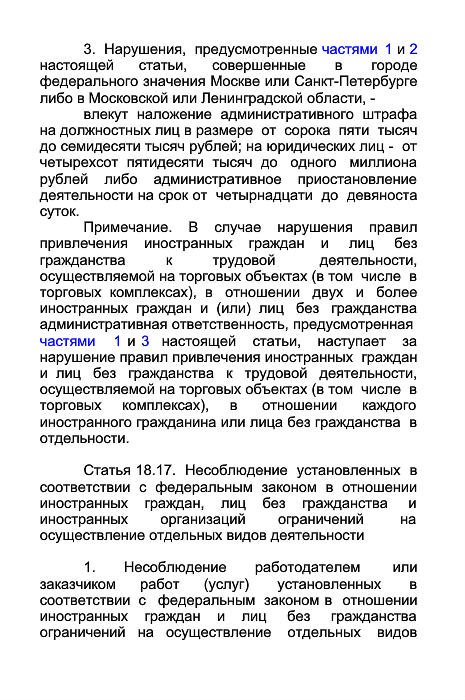 3. Нарушения, предусмотренные частями 1 и 2
настоящей статьи, совершенные в городе
федерального значения Москве или Санкт-Петербурге
либо в Московской или Ленинградской области, -
влекут наложение административного штрафа
на должностных лиц в размере от сорока пяти тысяч
до семидесяти тысяч рублей; на юридических лиц - от
четырехсот пятидесяти тысяч до одного миллиона
рублей либо административное приостановление
деятельности на срок от четырнадцати до девяноста
суток.
Примечание. В случае нарушения правил
привлечения иностранных граждан и лиц без
гражданства к трудовой деятельности,
осуществляемой на торговых объектах (в том числе в
торговых комплексах), в отношении двух и более
иностранных граждан и (или) лиц без гражданства
административная ответственность, предусмотренная
частями 1 и 3 настоящей статьи, наступает за
нарушение правил привлечения иностранных граждан
и лиц без гражданства к трудовой деятельности,
осуществляемой на торговых объектах (в том числе в
торговых комплексах), в отношении каждого
иностранного гражданина или лица без гражданства в
отдельности.
Статья 18.17. Несоблюдение установленных в
соответствии с федеральным законом в отношении
иностранных граждан, лиц без гражданства и
иностранных организаций ограничений на
осуществление отдельных видов деятельности
1. Несоблюдение работодателем или
заказчиком работ (услуг) установленных в
соответствии с федеральным законом в отношении
иностранных граждан и лиц без гражданства
ограничений на осуществление отдельных видов